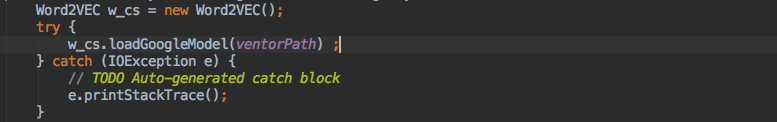 Word2VEC w_cs = new Word2VEC();
try {
    w_cs.loadGoogleModel(ventorPath) ;
} catch (IOException e) {
    // TODO Auto-generated catch block
    e.printStackTrace();
}